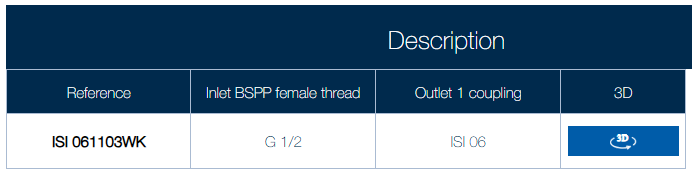 Description
Reference Inlet BSPP female thread Outlet 1 coupling 3D
ISI 061103WK G 1/2 ISI 06 3D